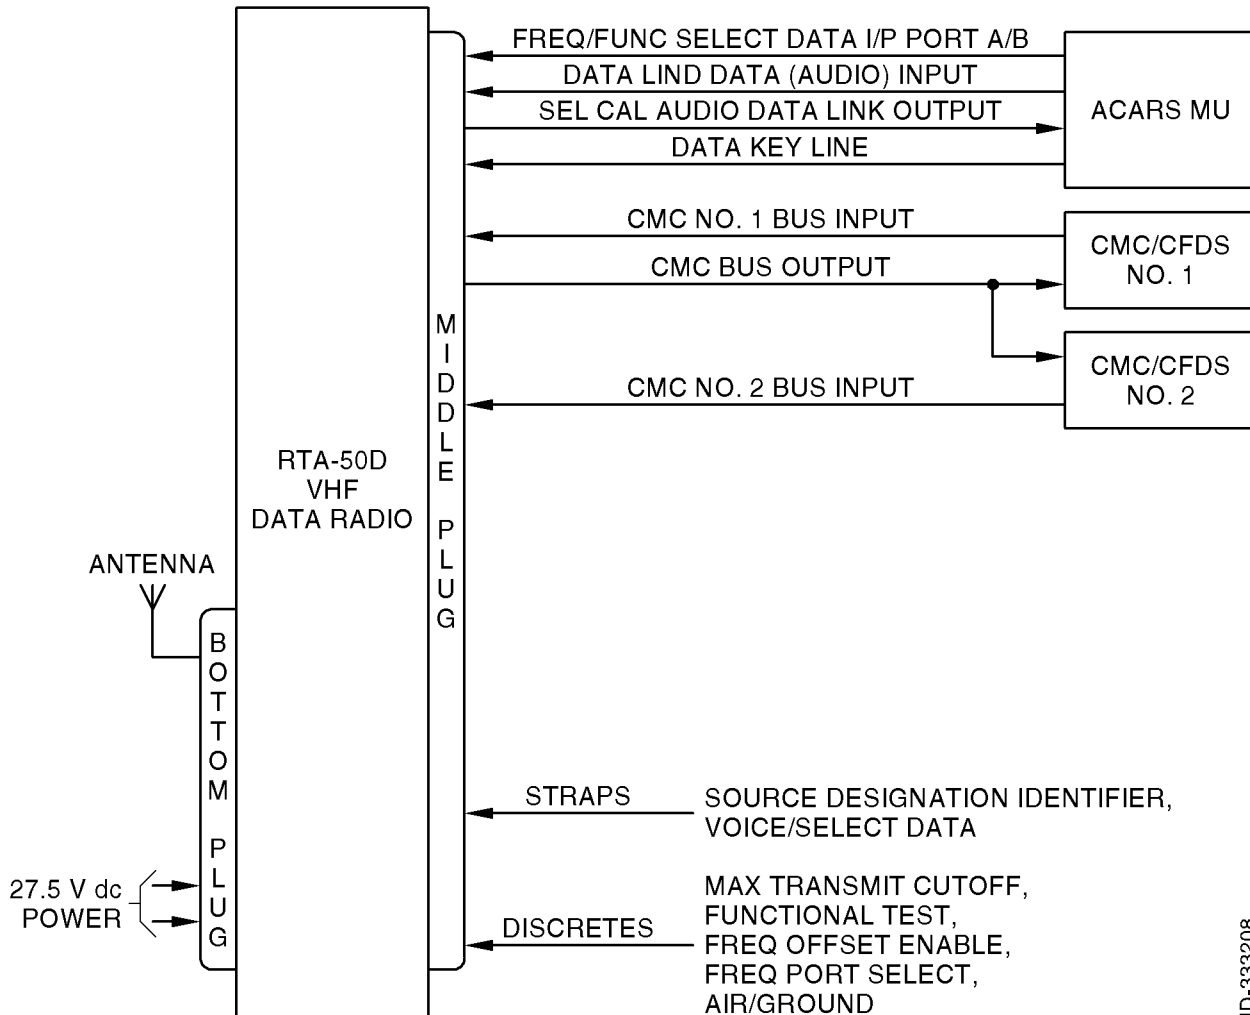 FREQ/FUNC SELECT DATA I/P PORT A/B
DATA LIND DATA (AUDIO) INPUT
SEL CAL AUDIO DATA LINK OUTPUT
DATA KEY LINE
ACARS MU
CMC NO. 1 BUS INPUT
CMC BUS OUTPUT
CMC/CFDS
NO. 1
CMC NO. 2 BUS INPUT
CMC/CFDS
NO. 2
MIDDLE PLUG
RTA-50D
VHF
DATA RADIO
ANTENNA
BOTTOM PLUG
27.5 V dc
POWER
STRAPS
SOURCE DESIGNATION IDENTIFIER,
VOICE/SELECT DATA
DISCRETES
MAX TRANSMIT CUTOFF,
FUNCTIONAL TEST,
FREQ OFFSET ENABLE,
FREQ PORT SELECT,
AIR/GROUND